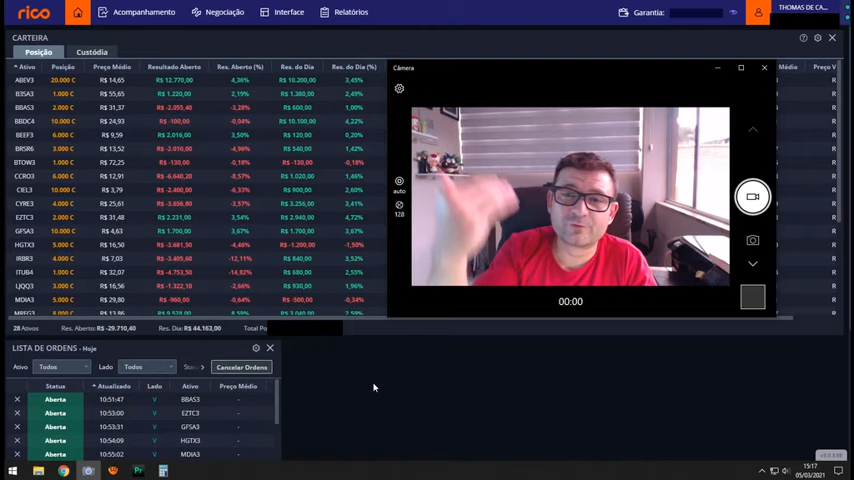 rico Acompanhamento Negociação Interface Relatórios Garantia: THOMAS DE CA...
CARTEIRA
Posição Custódia
Ativo Posição Preço Médio Resultado Aberto Res. Aberto (%) Res. do Dia Res. do Dia (%) Médio Preço V
ABEV3 20.000 C R$ 14,65 R$ 12.770,00 4,36% R$ 10.200,00 3,45%
B3SA3 1.000 C R$ 55,65 R$ 1.220,00 2,19% R$ 1.380,00 2,49%
BBAS3 2.000 C R$ 31,37 R$ -2.055,40 -3,28% R$ 600,00 1,00%
BBDC4 10.000 C R$ 24,93 R$ -100,00 -0,04% R$ 10.100,00 4,22%
BEEF3 6.000 C R$ 9,59 R$ 2.016,00 3,50% R$ 120,00 0,20%
BRSR6 3.000 C R$ 13,52 R$ -2.010,00 -4,96% R$ 540,00 1,42%
BTOW3 1.000 C R$ 72,25 R$ -130,00 -0,18% R$ -130,00 -0,18%
CCRO3 6.000 C R$ 12,91 R$ -6.640,20 -8,57% R$ 1.020,00 1,46%
CIEL3 10.000 C R$ 3,79 R$ -2.400,00 -6,33% R$ 900,00 2,60%
CYRE3 4.000 C R$ 25,61 R$ -3.656,80 -3,57% R$ 3.256,00 3,41%
EZTC3 2.000 C R$ 31,48 R$ 2.231,00 3,54% R$ 2.940,00 4,72%
GFSA3 10.000 C R$ 4,63 R$ 1.700,00 3,67% R$ 1.700,00 3,67%
HGTX3 5.000 C R$ 16,50 R$ -3.681,50 -4,46% R$ -1.200,00 -1,50%
IRBR3 4.000 C R$ 7,03 R$ -3.405,60 -12,11% R$ 840,00 3,52%
ITUB4 1.000 C R$ 32,07 R$ -4.753,50 -14,82% R$ 680,00 2,55%
LJQQ3 3.000 C R$ 16,56 R$ -1.322,10 -2,66% R$ 930,00 1,96%
MDIA3 5.000 C R$ 29,80 R$ -960,00 -0,64% R$ -500,00 -0,34%
28 Ativos Res. Aberto: R$ -29.710,40 Res. Dia: R$ 44.163,00 Total Po
Câmera
auto
128
00:00
LISTA DE ORDENS - Hoje
Ativo Todos Lado Todos Status Cancelar Ordens
Status Atualizado Lado Ativo Preço Médio
Aberta 10:51:47 V BBAS3 -
Aberta 10:53:00 V EZTC3 -
Aberta 10:53:31 V GFSA3 -
Aberta 10:54:09 V HGTX3 -
Aberta 10:55:02 V MDIA3 -
Pr
15:17
05/03/2021